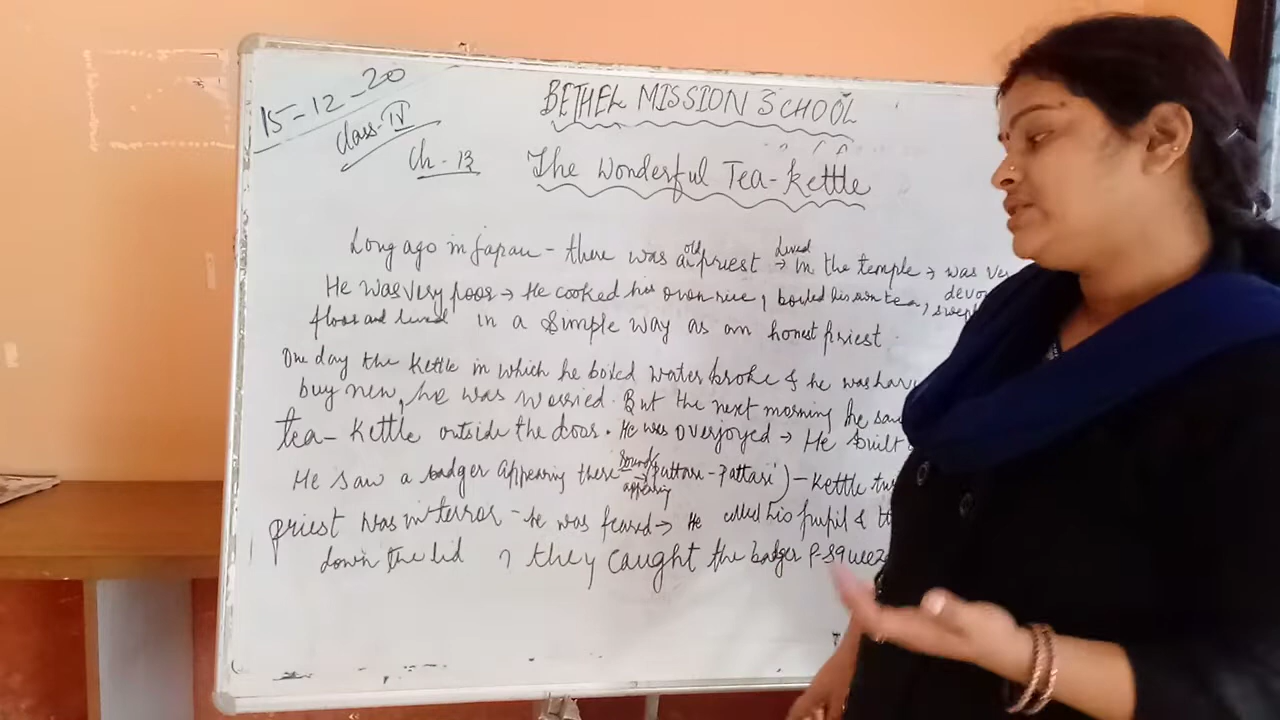 15-12-20
Class-IV
BETHEL MISSION SCHOOL
Ch - 13
The Wonderful Tea-Kettle
Long ago in Japan - there was an old priest → lived in the temple → was
He was very poor → He cooked his own rice, boiled his own tea,
floor and lived in a simple way as an honest priest.
One day the Kettle in which he boiled water broke & he was
buy new, he was worried. But the next morning he
tea-Kettle outside the door. He was overjoyed → He
He saw a badger appearing there sound appearing - Kettle
priest was in terror - he was feared → He called his pupil &
down the lid , they caught the badger